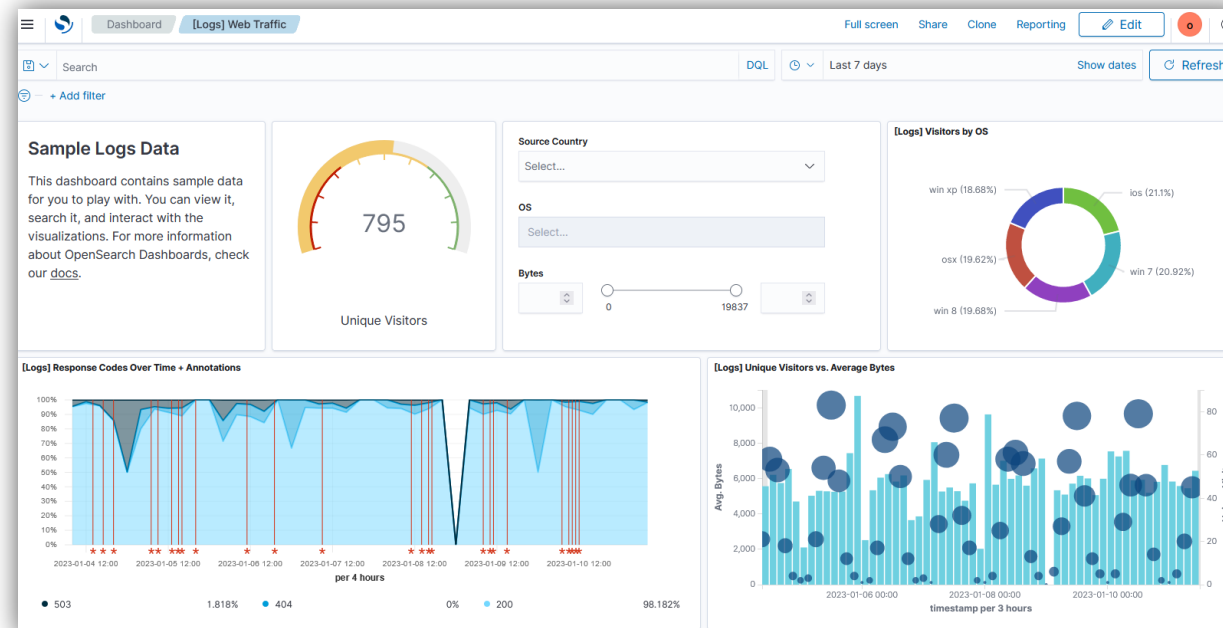 Dashboard [Logs] Web Traffic Full screen Share Clone Reporting Edit o
Search DQL Last 7 days Show dates Refresh
+ Add filter
Sample Logs Data
This dashboard contains sample data
for you to play with. You can view it,
search it, and interact with the
visualizations. For more information
about OpenSearch Dashboards, check
our docs.
795
Unique Visitors
Source Country
Select...
OS
Select...
Bytes
0 19837
[Logs] Visitors by OS
win xp (18.68%)
ios (21.1%)
osx (19.62%)
win 7 (20.92%)
win 8 (19.68%)
[Logs] Response Codes Over Time + Annotations
100%
90%
80%
70%
60%
50%
40%
30%
20%
10%
0%
2023-01-04 12:00 2023-01-05 12:00 2023-01-06 12:00 2023-01-07 12:00 2023-01-08 12:00 2023-01-09 12:00 2023-01-10 12:00
per 4 hours
503 1.818% 404 0% 200 98.182%
[Logs] Unique Visitors vs. Average Bytes
Avg. Bytes
10,000
8,000
6,000
4,000
2,000
0
80
60
40
20
0
2023-01-06 00:00 2023-01-08 00:00 2023-01-10 00:00
timestamp per 3 hours